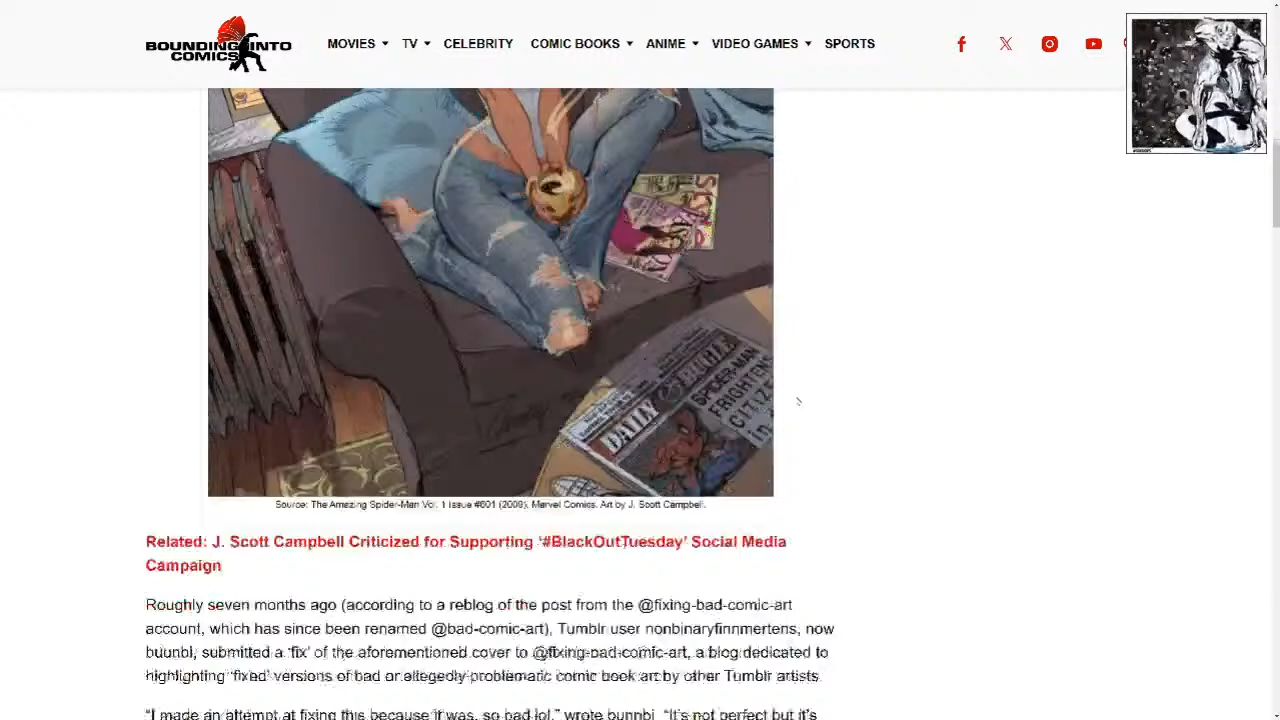 BOUNDING INTO
COMICS
MOVIES TV CELEBRITY COMIC BOOKS ANIME VIDEO GAMES SPORTS
DAILY BUGLE
SPIDER-MAN
FRIGHTENS
CITIZE
in
Source: The Amazing Spider-Man Vol. 1 Issue #601 (2009), Marvel Comics. Art by J. Scott Campbell.
Related: J. Scott Campbell Criticized for Supporting ‘#BlackOutTuesday’ Social Media
Campaign
Roughly seven months ago (according to a reblog of the post from the @fixing-bad-comic-art
account, which has since been renamed @bad-comic-art), Tumblr user nonbinaryfinnmertens, now
bunnbi, submitted a ‘fix’ of the aforementioned cover to @fixing-bad-comic-art, a blog dedicated to
highlighting “fixed’ versions of bad or allegedly problematic comic book art by other Tumblr artists.
“I made an attempt at fixing this because it was, so bad lol,” wrote bunnbi. “It’s not perfect but it’s